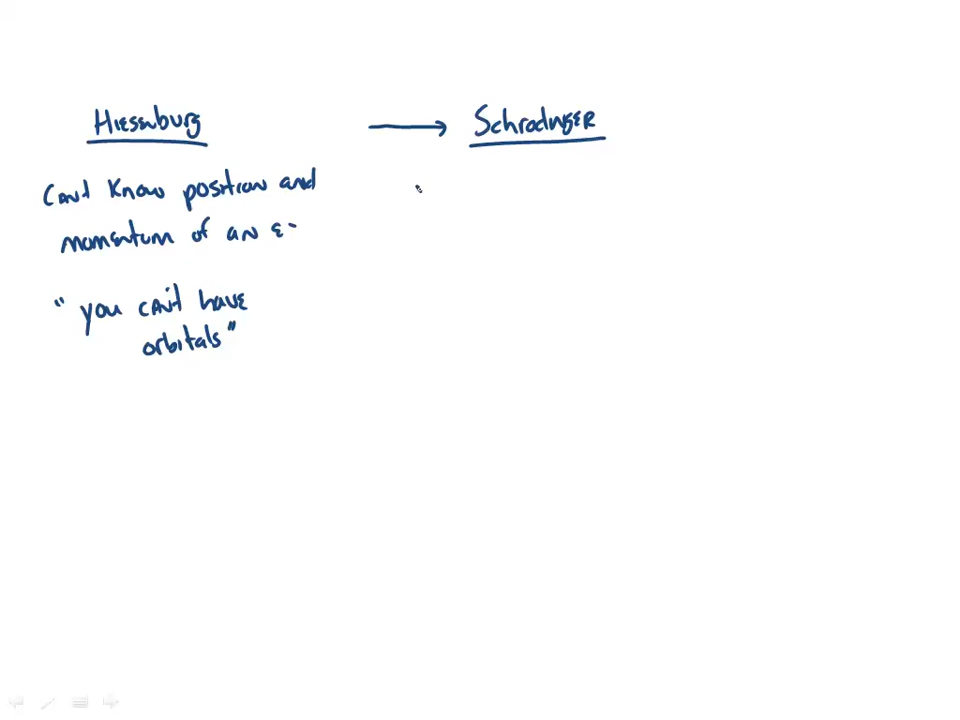 Hiesenburg → Schrodinger
Can't know position and
momentum of an e-
"you can't have
orbitals"